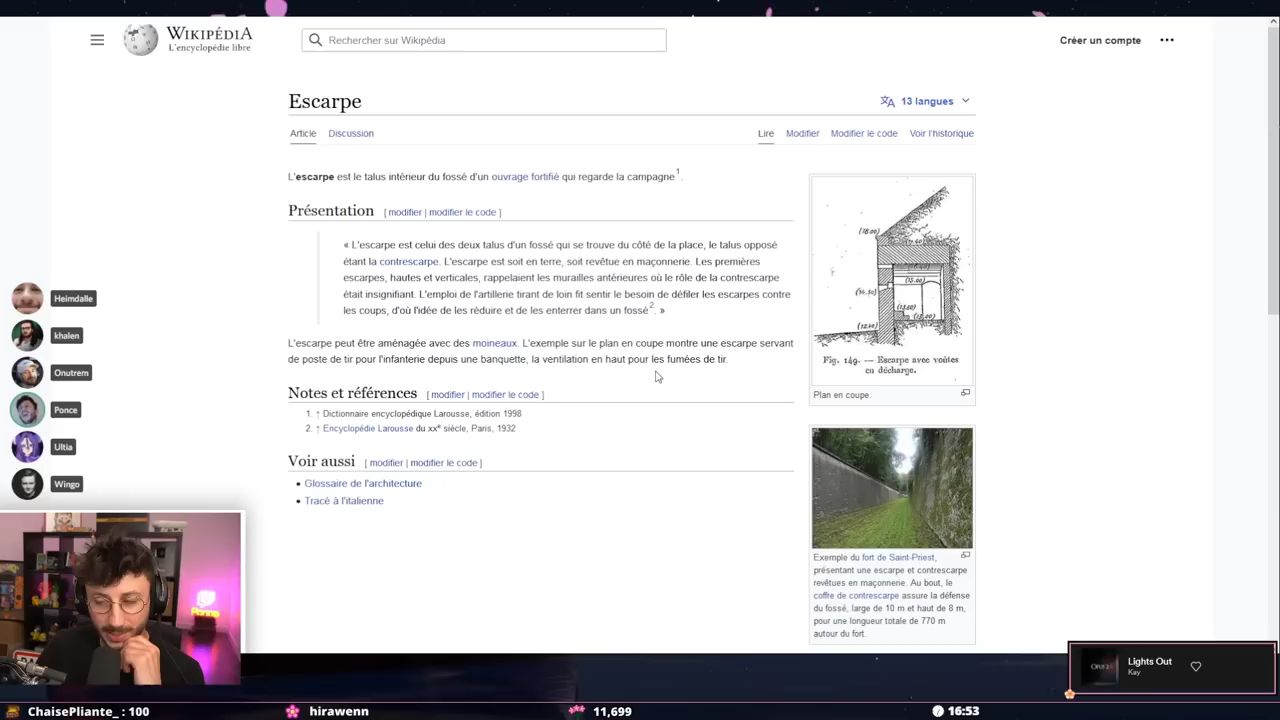 WIKIPÉDIA
L'encyclopédie libre
Rechercher sur Wikipédia
Créer un compte
Escarpe
13 langues
Article Discussion
Lire Modifier Modifier le code Voir l'historique
L'escarpe est le talus intérieur du fossé d'un ouvrage fortifié qui regarde la campagne1.
Présentation [ modifier | modifier le code ]
« L'escarpe est celui des deux talus d'un fossé qui se trouve du côté de la place, le talus opposé
étant la contrescarpe. L'escarpe est soit en terre, soit revêtue en maçonnerie. Les premières
escarpes, hautes et verticales, rappelaient les murailles antérieures où le rôle de la contrescarpe
était insignifiant. L'emploi de l'artillerie tirant de loin fit sentir le besoin de défiler les escarpes contre
les coups, d'où l'idée de les réduire et de les enterrer dans un fossé2. »
L'escarpe peut être aménagée avec des moineaux. L'exemple sur le plan en coupe montre une escarpe servant
de poste de tir pour l'infanterie depuis une banquette, la ventilation en haut pour les fumées de tir.
Notes et références [ modifier | modifier le code ]
1. ↑ Dictionnaire encyclopédique Larousse, édition 1998
2. ↑ Encyclopédie Larousse du XXe siècle, Paris, 1932
Voir aussi [ modifier | modifier le code ]
• Glossaire de l'architecture
• Tracé à l'italienne
(18.00)
(15.00)
(12.00)
Fig. 149. — Escarpe avec voûtes
en décharge.
Plan en coupe.
Exemple du fort de Saint-Priest,
présentant une escarpe et contrescarpe
revêtues en maçonnerie. Au bout, le
coffre de contrescarpe assure la défense
du fossé, large de 10 m et haut de 8 m,
pour une longueur totale de 770 m
autour du fort.
Heimdalle
khalen
Onutrem
Ponce
Ultia
Wingo
Lights Out
Kay
ChaisePliante_ : 100
hirawenn
11,699
16:53